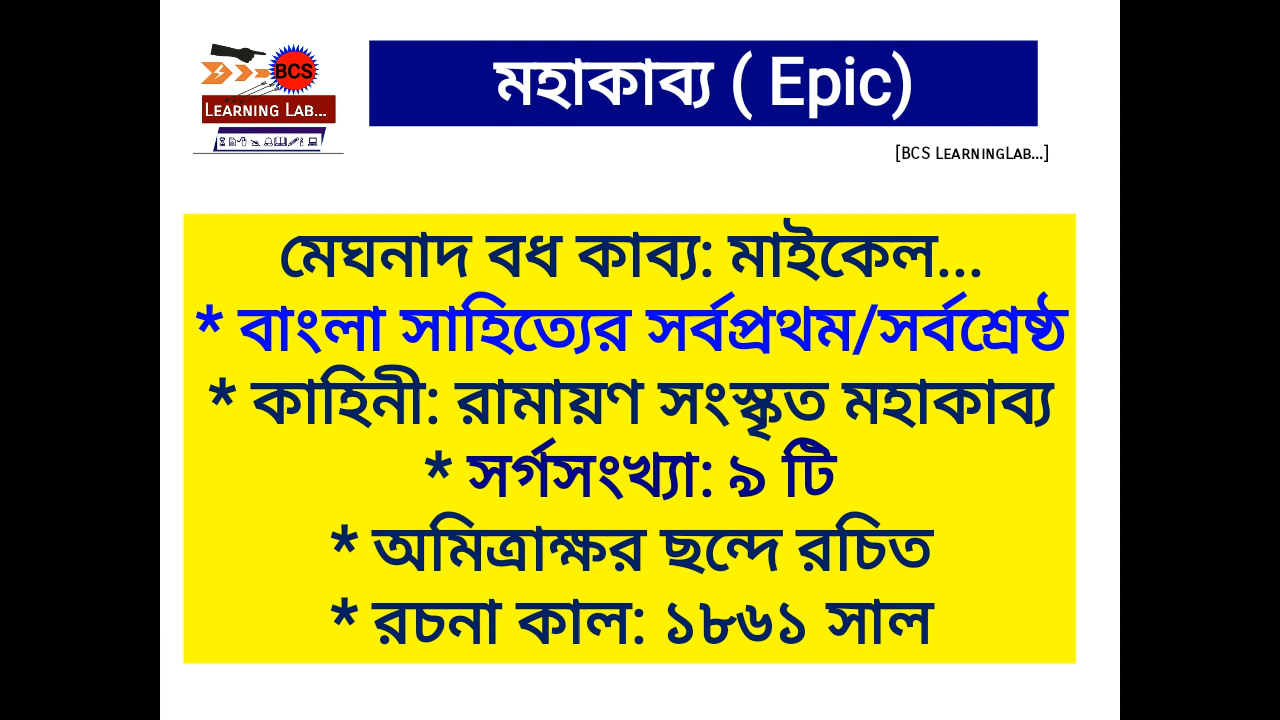 BCS
LEARNING LAB...
মহাকাব্য ( Epic)
[BCS LEARNINGLAB...]
মেঘনাদ বধ কাব্য: মাইকেল...
* বাংলা সাহিত্যের সর্বপ্রথম/সর্বশ্রেষ্ঠ
* কাহিনী: রামায়ণ সংস্কৃত মহাকাব্য
* সর্গসংখ্যা: ৯ টি
* অমিত্রাক্ষর ছন্দে রচিত
* রচনা কাল: ১৮৬১ সাল